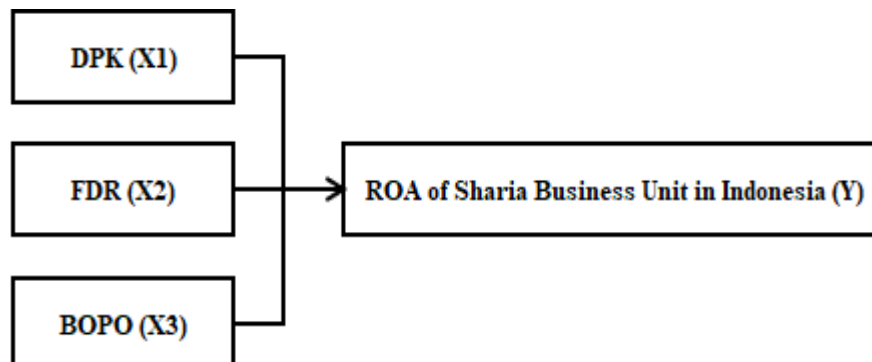 DPK (X1)
FDR (X2)
ROA of Sharia Business Unit in Indonesia (Y)
BOPO (X3)